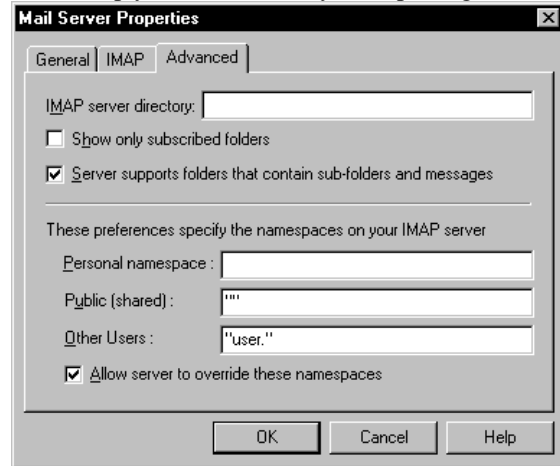 Mail Server Properties
General IMAP Advanced
IMAP server directory:
Show only subscribed folders
Server supports folders that contain sub-folders and messages
These preferences specify the namespaces on your IMAP server
Personal namespace :
Public (shared) : ""
Other Users : "user."
Allow server to override these namespaces
OK Cancel Help